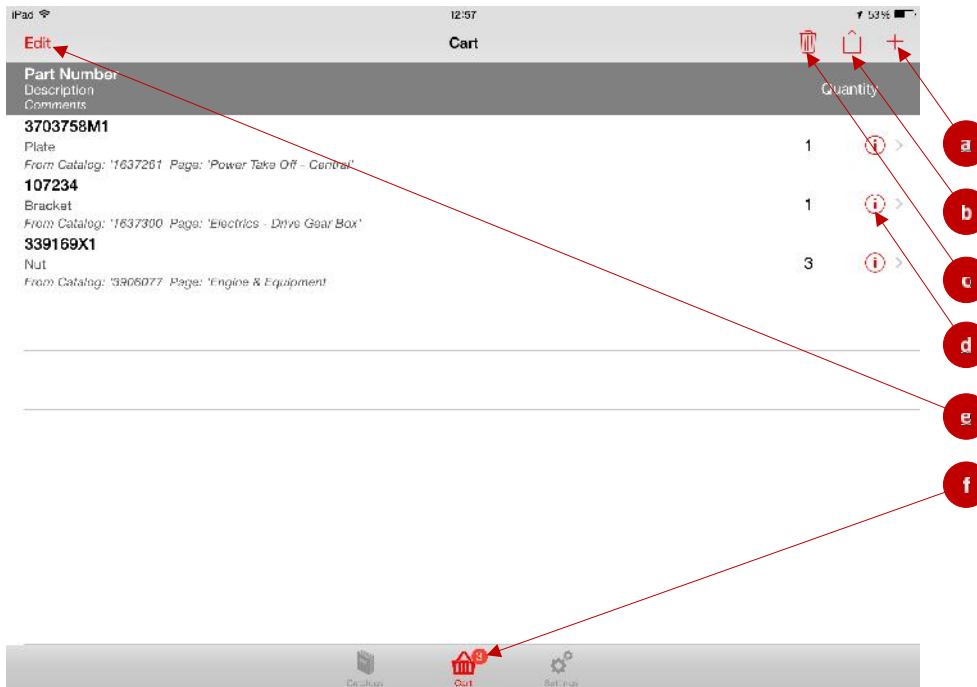 iPad 12:57 53%
Edit Cart
Part Number
Description Quantity
Comments
3703758M1
Plate 1
From Catalog: '1637261 Page: 'Power Take Off - Central'
a
107234
Bracket 1
b
From Catalog: '1637300 Page: 'Electrics - Drive Gear Box'
339169X1
Nut 3
c
From Catalog: '3906077 Page: 'Engine & Equipment
d
e
f
3
Catalogs Cart Settings